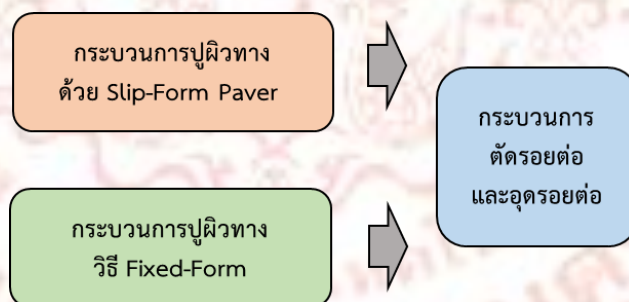 กระบวนการปูผิวทาง
ด้วย Slip-Form Paver
กระบวนการ
ตัดรอยต่อ
และอุดรอยต่อ
กระบวนการปูผิวทาง
วิธี Fixed-Form